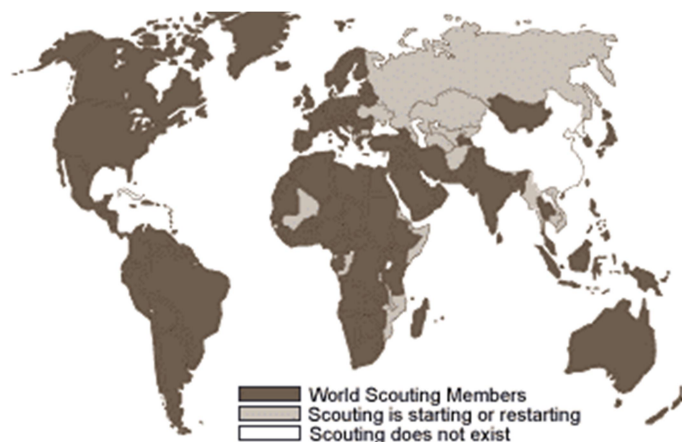 World Scouting Members
Scouting is starting or restarting
Scouting does not exist